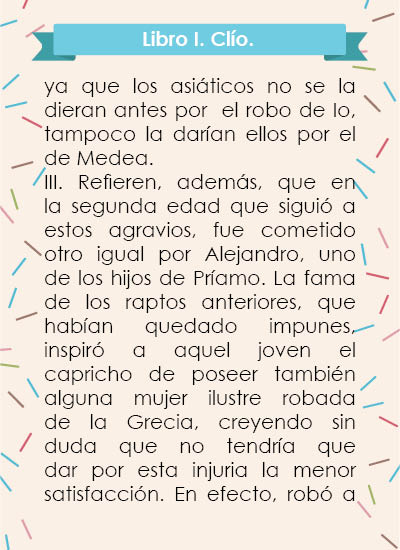 Libro I. Clío.
ya que los asiáticos no se la
dieran antes por el robo de Io,
tampoco la darían ellos por el
de Medea.
III. Refieren, además, que en
la segunda edad que siguió a
estos agravios, fue cometido
otro igual por Alejandro, uno
de los hijos de Príamo. La fama
de los raptos anteriores, que
habían quedado impunes,
inspiró a aquel joven el
capricho de poseer también
alguna mujer ilustre robada
de la Grecia, creyendo sin
duda que no tendría que
dar por esta injuria la menor
satisfacción. En efecto, robó a